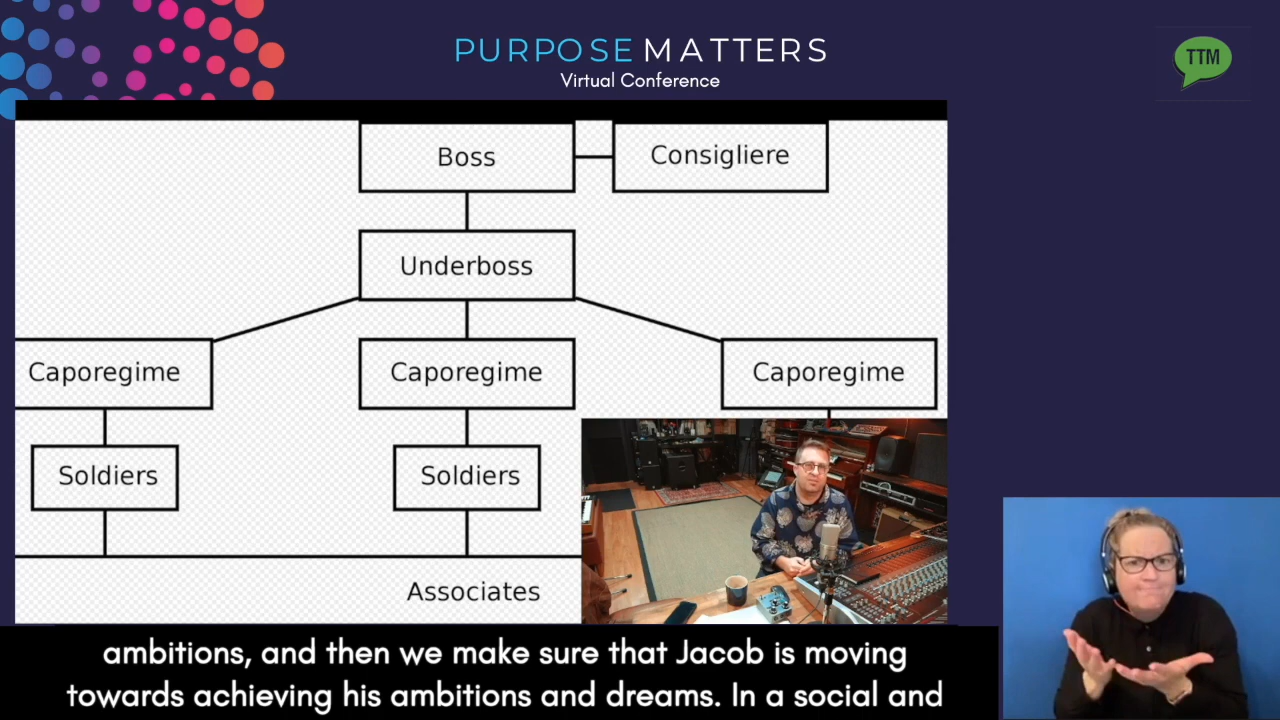 PURPOSE MATTERS
Virtual Conference
TTM
Boss
Consigliere
Underboss
Caporegime
Caporegime
Caporegime
Soldiers
Soldiers
Associates
ambitions, and then we make sure that Jacob is moving
towards achieving his ambitions and dreams. In a social and